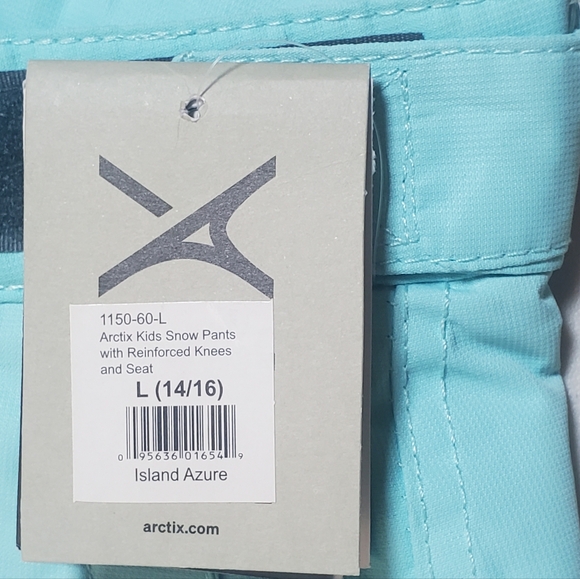 1150-60-L
Arctix Kids Snow Pants
with Reinforced Knees
and Seat
L (14/16)
0 95636 01654 9
Island Azure
arctix.com